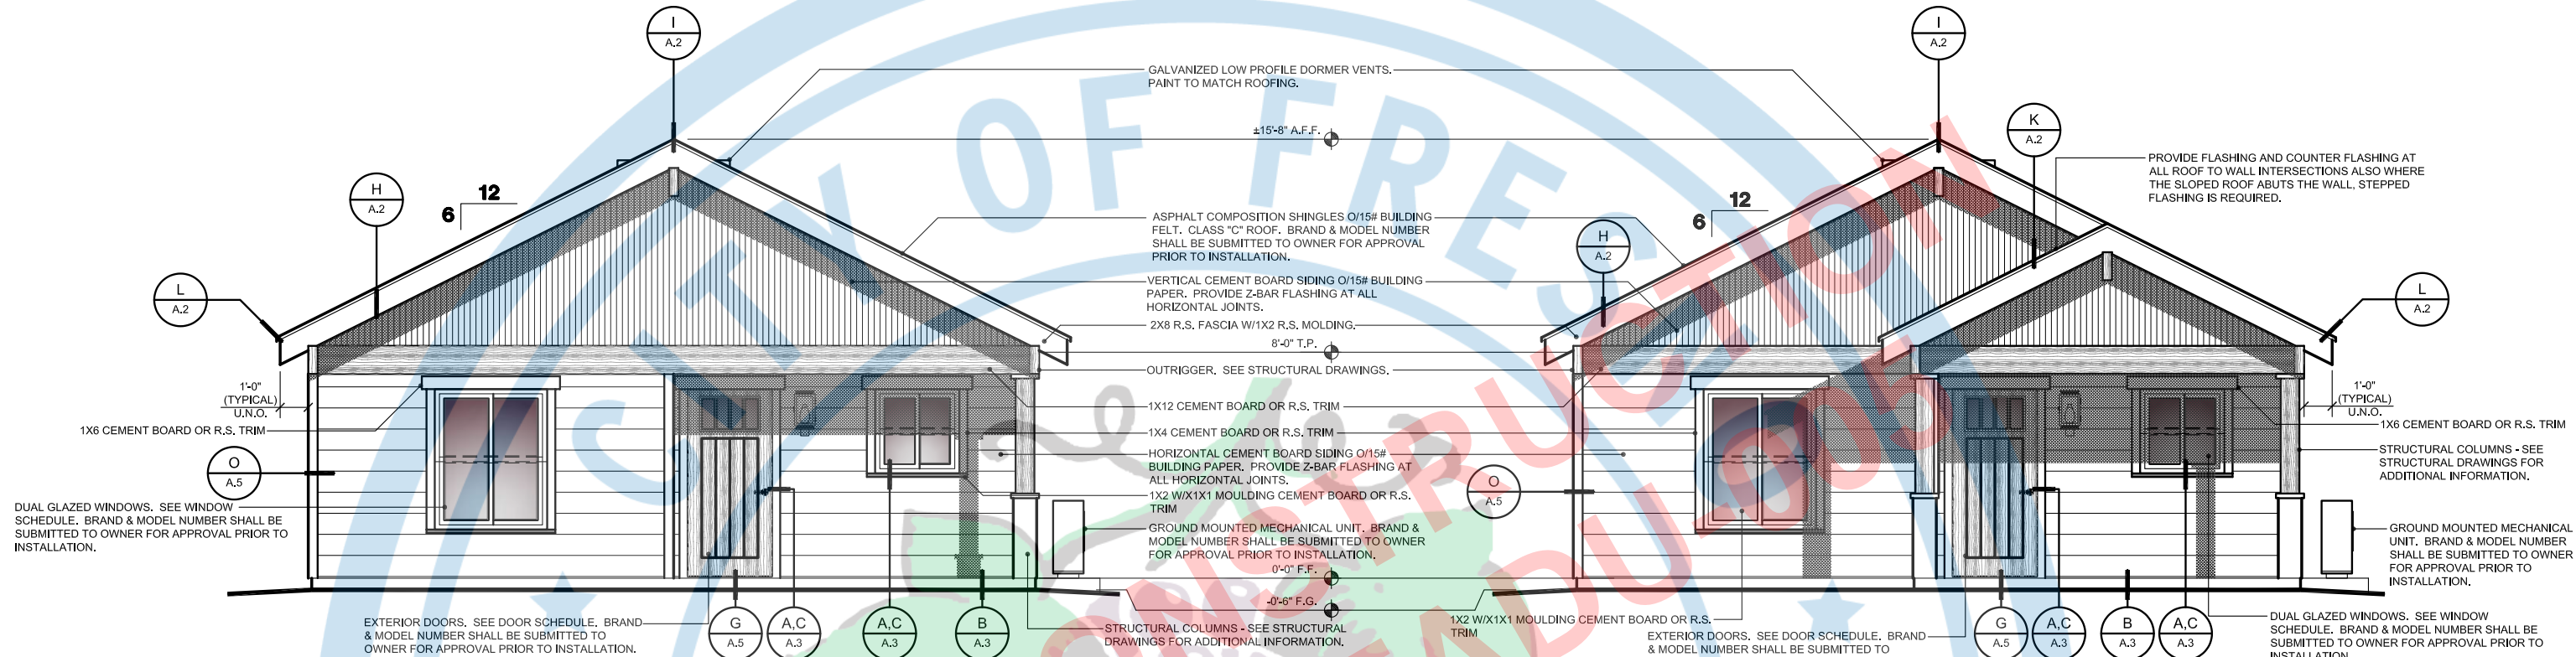 I
A.2
I
A.2
GALVANIZED LOW PROFILE DORMER VENTS.
PAINT TO MATCH ROOFING.
±15'-8" A.F.F.
K
A.2
PROVIDE FLASHING AND COUNTER FLASHING AT
ALL ROOF TO WALL INTERSECTIONS ALSO WHERE
THE SLOPED ROOF ABUTS THE WALL, STEPPED
FLASHING IS REQUIRED.
H
A.2
12
6
12
6
ASPHALT COMPOSITION SHINGLES O/15# BUILDING
FELT. CLASS "C" ROOF. BRAND & MODEL NUMBER
SHALL BE SUBMITTED TO OWNER FOR APPROVAL
PRIOR TO INSTALLATION.
H
A.2
L
A.2
VERTICAL CEMENT BOARD SIDING O/15# BUILDING
PAPER. PROVIDE Z-BAR FLASHING AT ALL
HORIZONTAL JOINTS.
L
A.2
2X8 R.S. FASCIA W/1X2 R.S. MOLDING.
8'-0" T.P.
OUTRIGGER. SEE STRUCTURAL DRAWINGS.
1'-0"
(TYPICAL)
U.N.O.
1'-0"
(TYPICAL)
U.N.O.
1X12 CEMENT BOARD OR R.S. TRIM
1X6 CEMENT BOARD OR R.S. TRIM
1X4 CEMENT BOARD OR R.S. TRIM
1X6 CEMENT BOARD OR R.S. TRIM
HORIZONTAL CEMENT BOARD SIDING O/15#
BUILDING PAPER. PROVIDE Z-BAR FLASHING AT
ALL HORIZONTAL JOINTS.
STRUCTURAL COLUMNS - SEE
STRUCTURAL DRAWINGS FOR
ADDITIONAL INFORMATION.
O
A.5
O
A.5
1X2 W/X1X1 MOULDING CEMENT BOARD OR R.S.
TRIM
DUAL GLAZED WINDOWS. SEE WINDOW
SCHEDULE. BRAND & MODEL NUMBER SHALL BE
SUBMITTED TO OWNER FOR APPROVAL PRIOR TO
INSTALLATION.
GROUND MOUNTED MECHANICAL UNIT. BRAND &
MODEL NUMBER SHALL BE SUBMITTED TO OWNER
FOR APPROVAL PRIOR TO INSTALLATION.
GROUND MOUNTED MECHANICAL
UNIT. BRAND & MODEL NUMBER
SHALL BE SUBMITTED TO OWNER
FOR APPROVAL PRIOR TO
INSTALLATION.
0'-0" F.F.
-0'-6" F.G.
EXTERIOR DOORS. SEE DOOR SCHEDULE. BRAND
& MODEL NUMBER SHALL BE SUBMITTED TO
OWNER FOR APPROVAL PRIOR TO INSTALLATION.
G
A.5
A,C
A.3
A,C
A.3
B
A.3
STRUCTURAL COLUMNS - SEE STRUCTURAL
DRAWINGS FOR ADDITIONAL INFORMATION.
1X2 W/X1X1 MOULDING CEMENT BOARD OR R.S.
TRIM
EXTERIOR DOORS. SEE DOOR SCHEDULE. BRAND
& MODEL NUMBER SHALL BE SUBMITTED TO
G
A.5
A,C
A.3
B
A.3
A,C
A.3
DUAL GLAZED WINDOWS. SEE WINDOW
SCHEDULE. BRAND & MODEL NUMBER SHALL BE
SUBMITTED TO OWNER FOR APPROVAL PRIOR TO
INSTALLATION.
CITY OF FRES
ONSTRUCTION
ADU-005